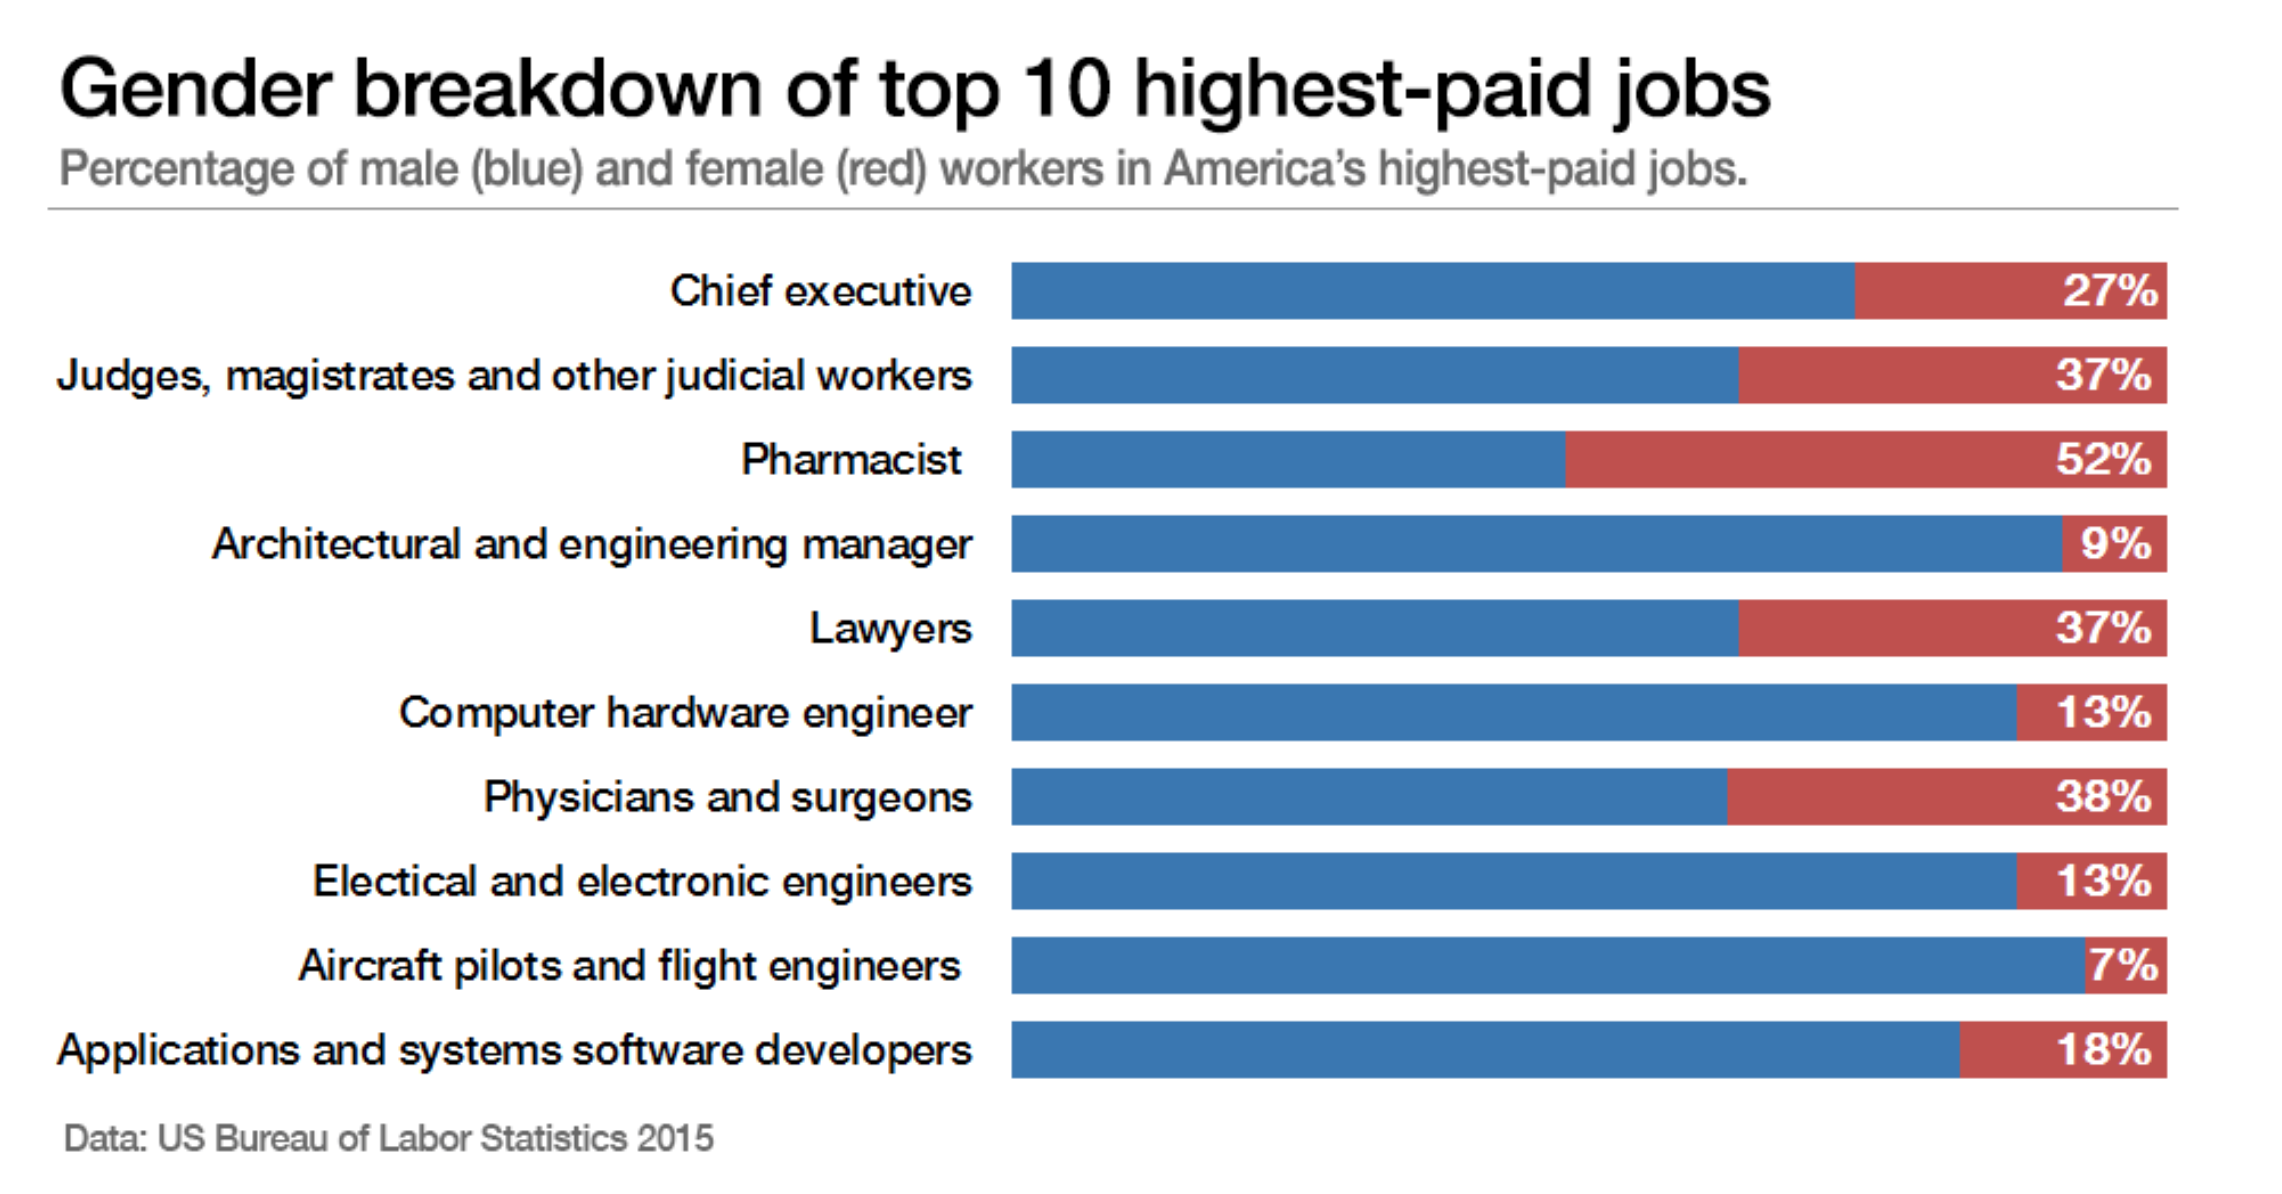 Gender breakdown of top 10 highest-paid jobs
Percentage of male (blue) and female (red) workers in America's highest-paid jobs.
Chief executive 27%
Judges, magistrates and other judicial workers 37%
Pharmacist 52%
Architectural and engineering manager 9%
Lawyers 37%
Computer hardware engineer 13%
Physicians and surgeons 38%
Electical and electronic engineers 13%
Aircraft pilots and flight engineers 7%
Applications and systems software developers 18%
Data: US Bureau of Labor Statistics 2015